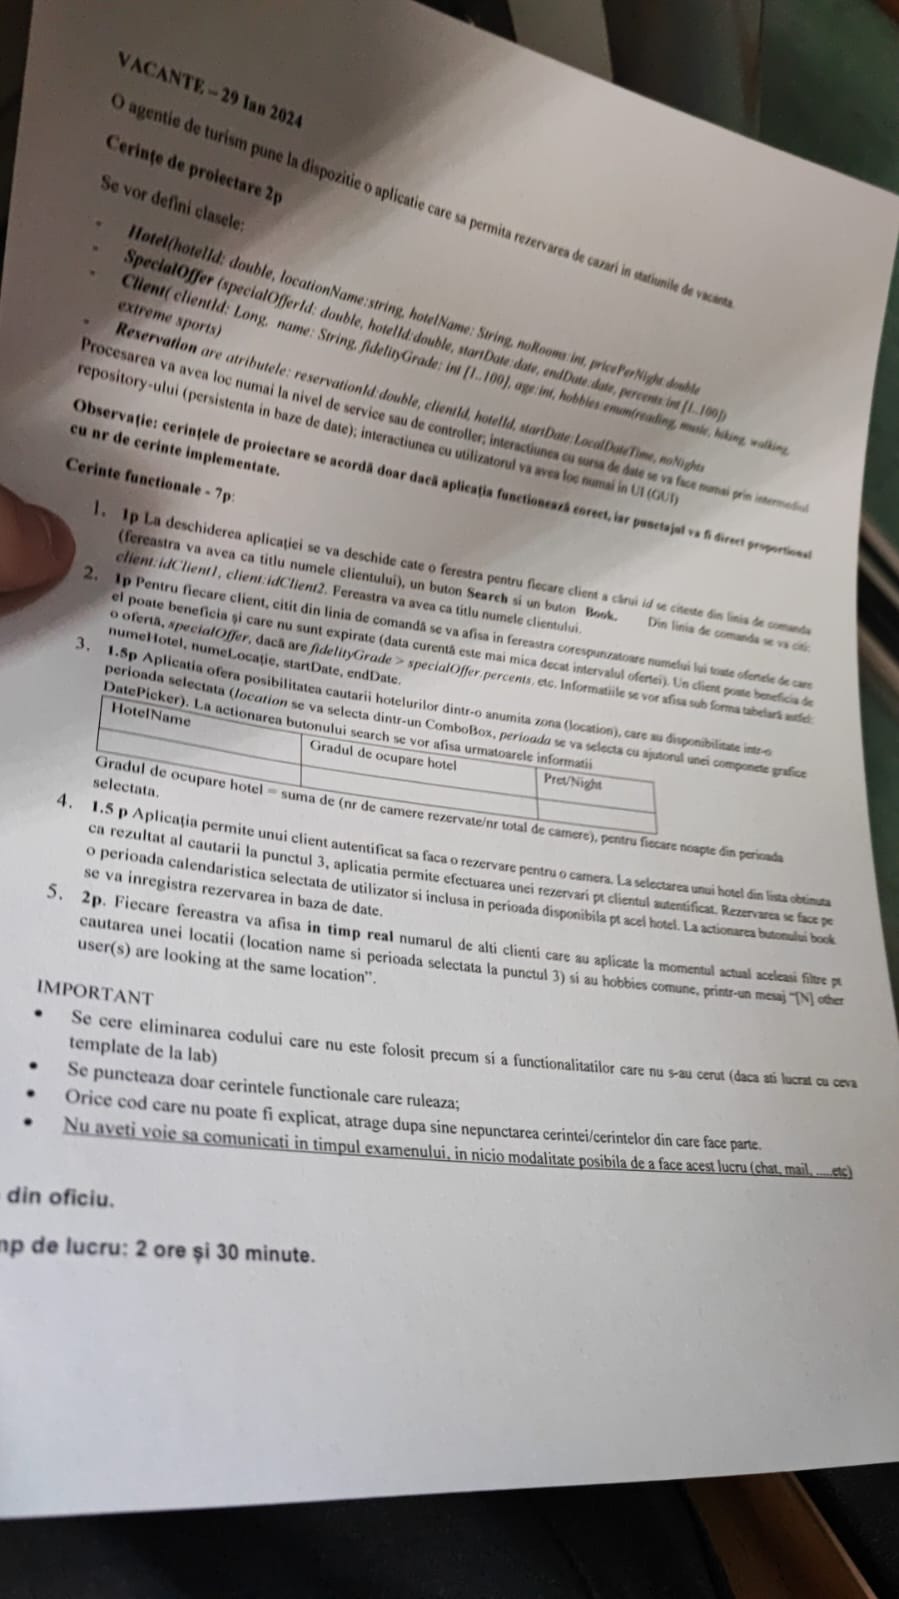 VACANTE – 29 Ian 2024
O agentie de turism pune la dispozitie o aplicatie care sa permita rezervarea de cazari in statiunile de vacanta.
Cerințe de proiectare 2p
Se vor defini clasele:
- Hotel(hotelId: double, locationName:string, hotelName: String, noRooms:int, pricePerNight:double
- SpecialOffer (specialOfferId: double, hotelId:double, startDate:date, endDate:date, percents:int [1..100])
- Client( clientId: Long, name: String, fidelityGrade: int [1..100], age:int, hobbies:enum(reading, music, hiking, walking,
extreme sports)
- Reservation are atributele: reservationId:double, clientId, hotelId, startDate:LocalDateTime, noNights
Procesarea va avea loc numai la nivel de service sau de controller; interactiunea cu sursa de date se va face numai prin intermediul
repository-ului (persistenta in baze de date); interactiunea cu utilizatorul va avea loc numai in UI (GUI)
Observație: cerințele de proiectare se acordă doar dacă aplicația functionează corect, iar punctajul va fi direct proportional
cu nr de cerinte implementate.
Cerinte functionale - 7p:
1. 1p La deschiderea aplicației se va deschide cate o ferestra pentru fiecare client a cărui id se citeste din linia de comanda
(fereastra va avea ca titlu numele clientului), un buton Search si un buton Book. Din linia de comanda se va citi:
client:idClient1, client:idClient2. Fereastra va avea ca titlu numele clientului.
2. 1p Pentru fiecare client, citit din linia de comandă se va afisa in fereastra corespunzatoare numelui lui toate ofertele de care
el poate beneficia și care nu sunt expirate (data curentă este mai mica decat intervalul ofertei). Un client poate beneficia de
o ofertă, specialOffer, dacă are fidelityGrade > specialOffer.percents, etc. Informatiile se vor afisa sub forma tabelară astfel:
numeHotel, numeLocație, startDate, endDate.
3. 1.5p Aplicatia ofera posibilitatea cautarii hotelurilor dintr-o anumita zona (location), care au disponibilitate intr-o
perioada selectata (location se va selecta dintr-un ComboBox, perioada se va selecta cu ajutorul unei componete grafice
DatePicker). La actionarea butonului search se vor afisa urmatoarele informatii
HotelName Gradul de ocupare hotel Pret/Night
Gradul de ocupare hotel = suma de (nr de camere rezervate/nr total de camere), pentru fiecare noapte din perioada
selectata.
4. 1.5 p Aplicația permite unui client autentificat sa faca o rezervare pentru o camera. La selectarea unui hotel din lista obtinuta
ca rezultat al cautarii la punctul 3, aplicatia permite efectuarea unei rezervari pt clientul autentificat. Rezervarea se face pe
o perioada calendaristica selectata de utilizator si inclusa in perioada disponibila pt acel hotel. La actionarea butonului book
se va inregistra rezervarea in baza de date.
5. 2p. Fiecare fereastra va afisa in timp real numarul de alti clienti care au aplicate la momentul actual aceleasi filtre pt
cautarea unei locatii (location name si perioada selectata la punctul 3) si au hobbies comune, printr-un mesaj “[N] other
user(s) are looking at the same location”.
IMPORTANT
• Se cere eliminarea codului care nu este folosit precum si a functionalitatilor care nu s-au cerut (daca ati lucrat cu ceva
template de la lab)
• Se puncteaza doar cerintele functionale care ruleaza;
• Orice cod care nu poate fi explicat, atrage dupa sine nepunctarea cerintei/cerintelor din care face parte.
• Nu aveti voie sa comunicati in timpul examenului, in nicio modalitate posibila de a face acest lucru (chat, mail, .....etc)
din oficiu.
mp de lucru: 2 ore și 30 minute.